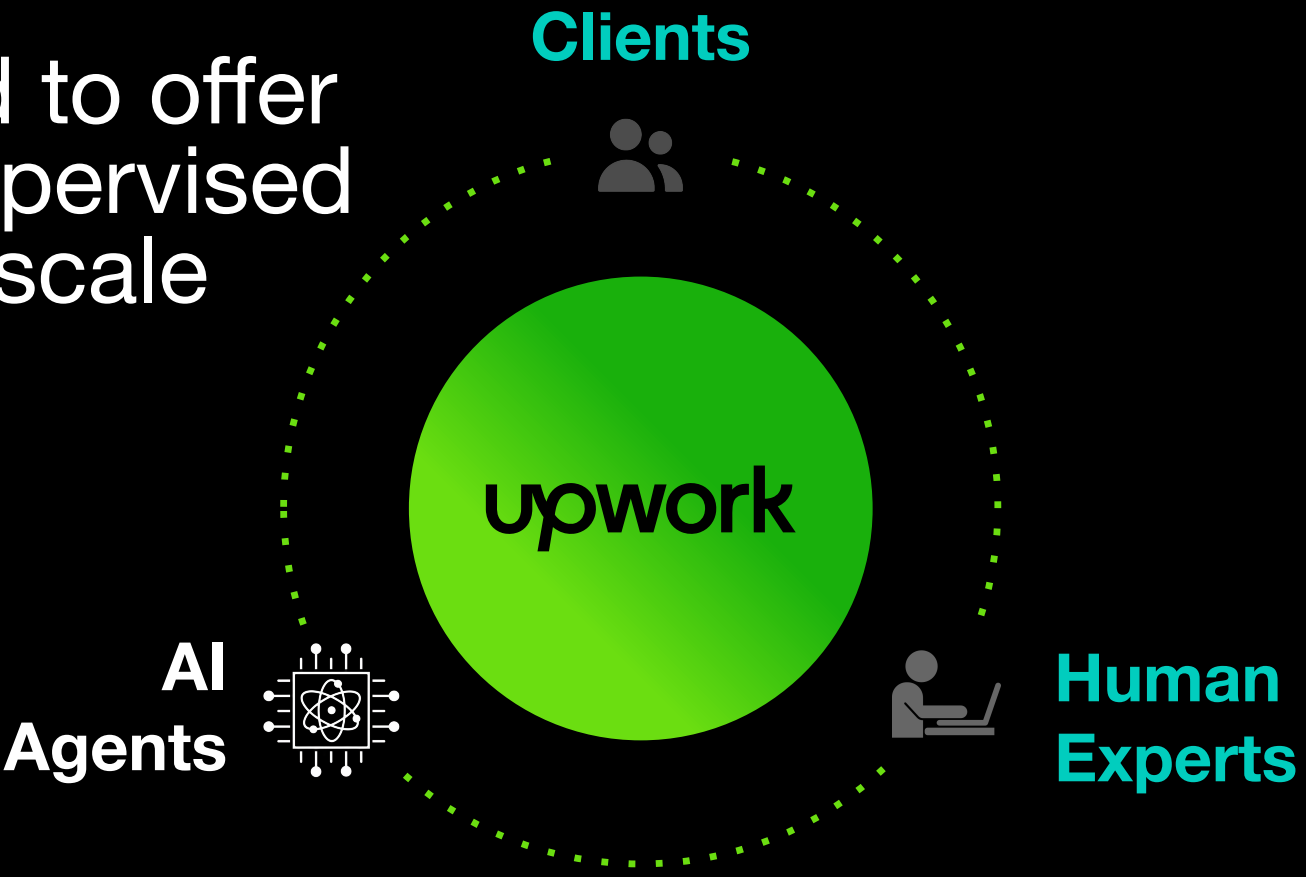 Clients
to offer
pervised
scale
upwork
AI
Agents
Human
Experts